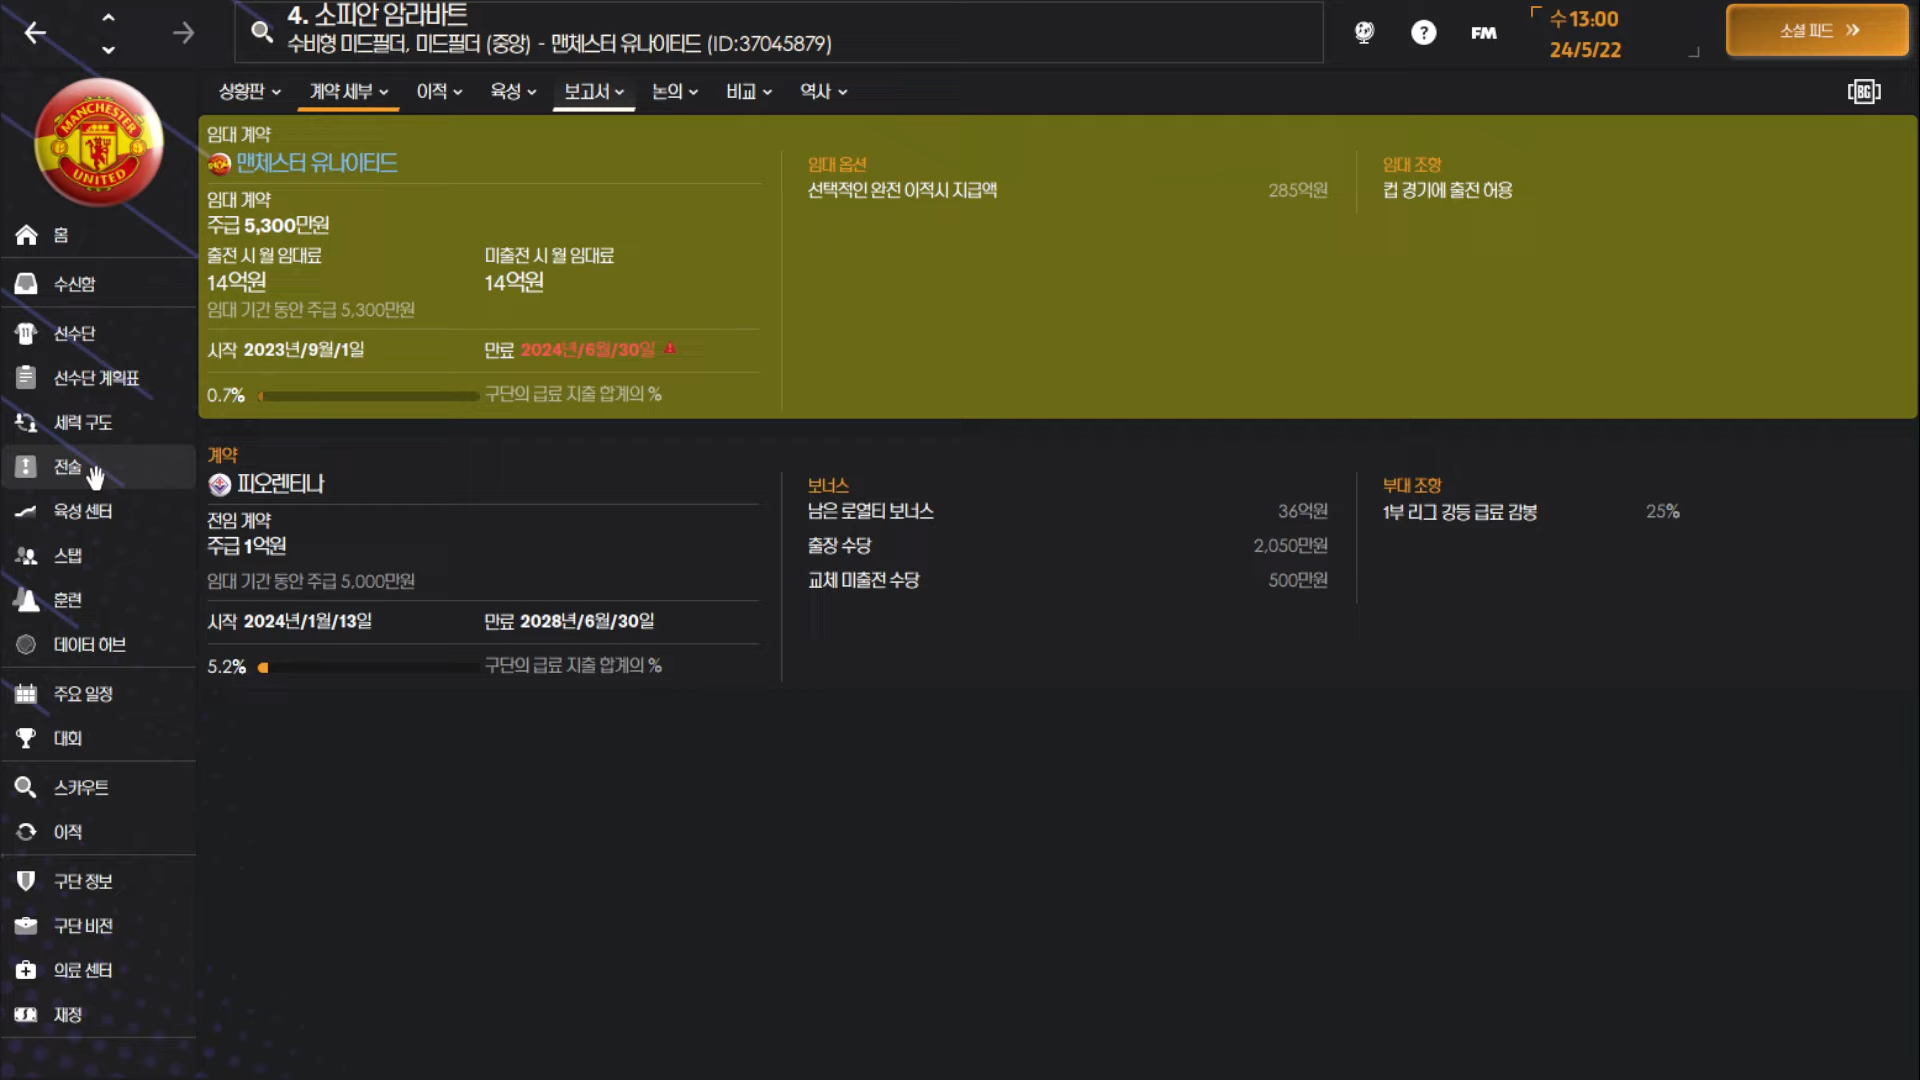 4. 소피안 암라바트
수비형 미드필더, 미드필더 (중앙) - 맨체스터 유나이티드 (ID:37045879)
FM
수 13:00
24/5/22
소셜 피드
상황판
계약 세부
이적
육성
보고서
논의
비교
역사
BG
MANCHESTER
UNITED
홈
수신함
선수단
선수단 계획표
세력 구도
전술
육성 센터
스탭
훈련
데이터 허브
주요 일정
대회
스카우트
이적
구단 정보
구단 비전
의료 센터
재정
임대 계약
맨체스터 유나이티드
임대 계약
주급 5,300만원
출전 시 월 임대료
14억원
미출전 시 월 임대료
14억원
임대 기간 동안 주급 5,300만원
시작 2023년/9월/1일
만료 2024년/6월/30일
0.7%
구단의 급료 지출 합계의 %
임대 옵션
선택적인 완전 이적시 지급액 285억원
임대 조항
컵 경기에 출전 허용
계약
피오렌티나
전임 계약
주급 1억원
임대 기간 동안 주급 5,000만원
시작 2024년/1월/13일
만료 2028년/6월/30일
5.2%
구단의 급료 지출 합계의 %
보너스
남은 로열티 보너스 36억원
출장 수당 2,050만원
교체 미출전 수당 500만원
부대 조항
1부 리그 강등 급료 감봉 25%